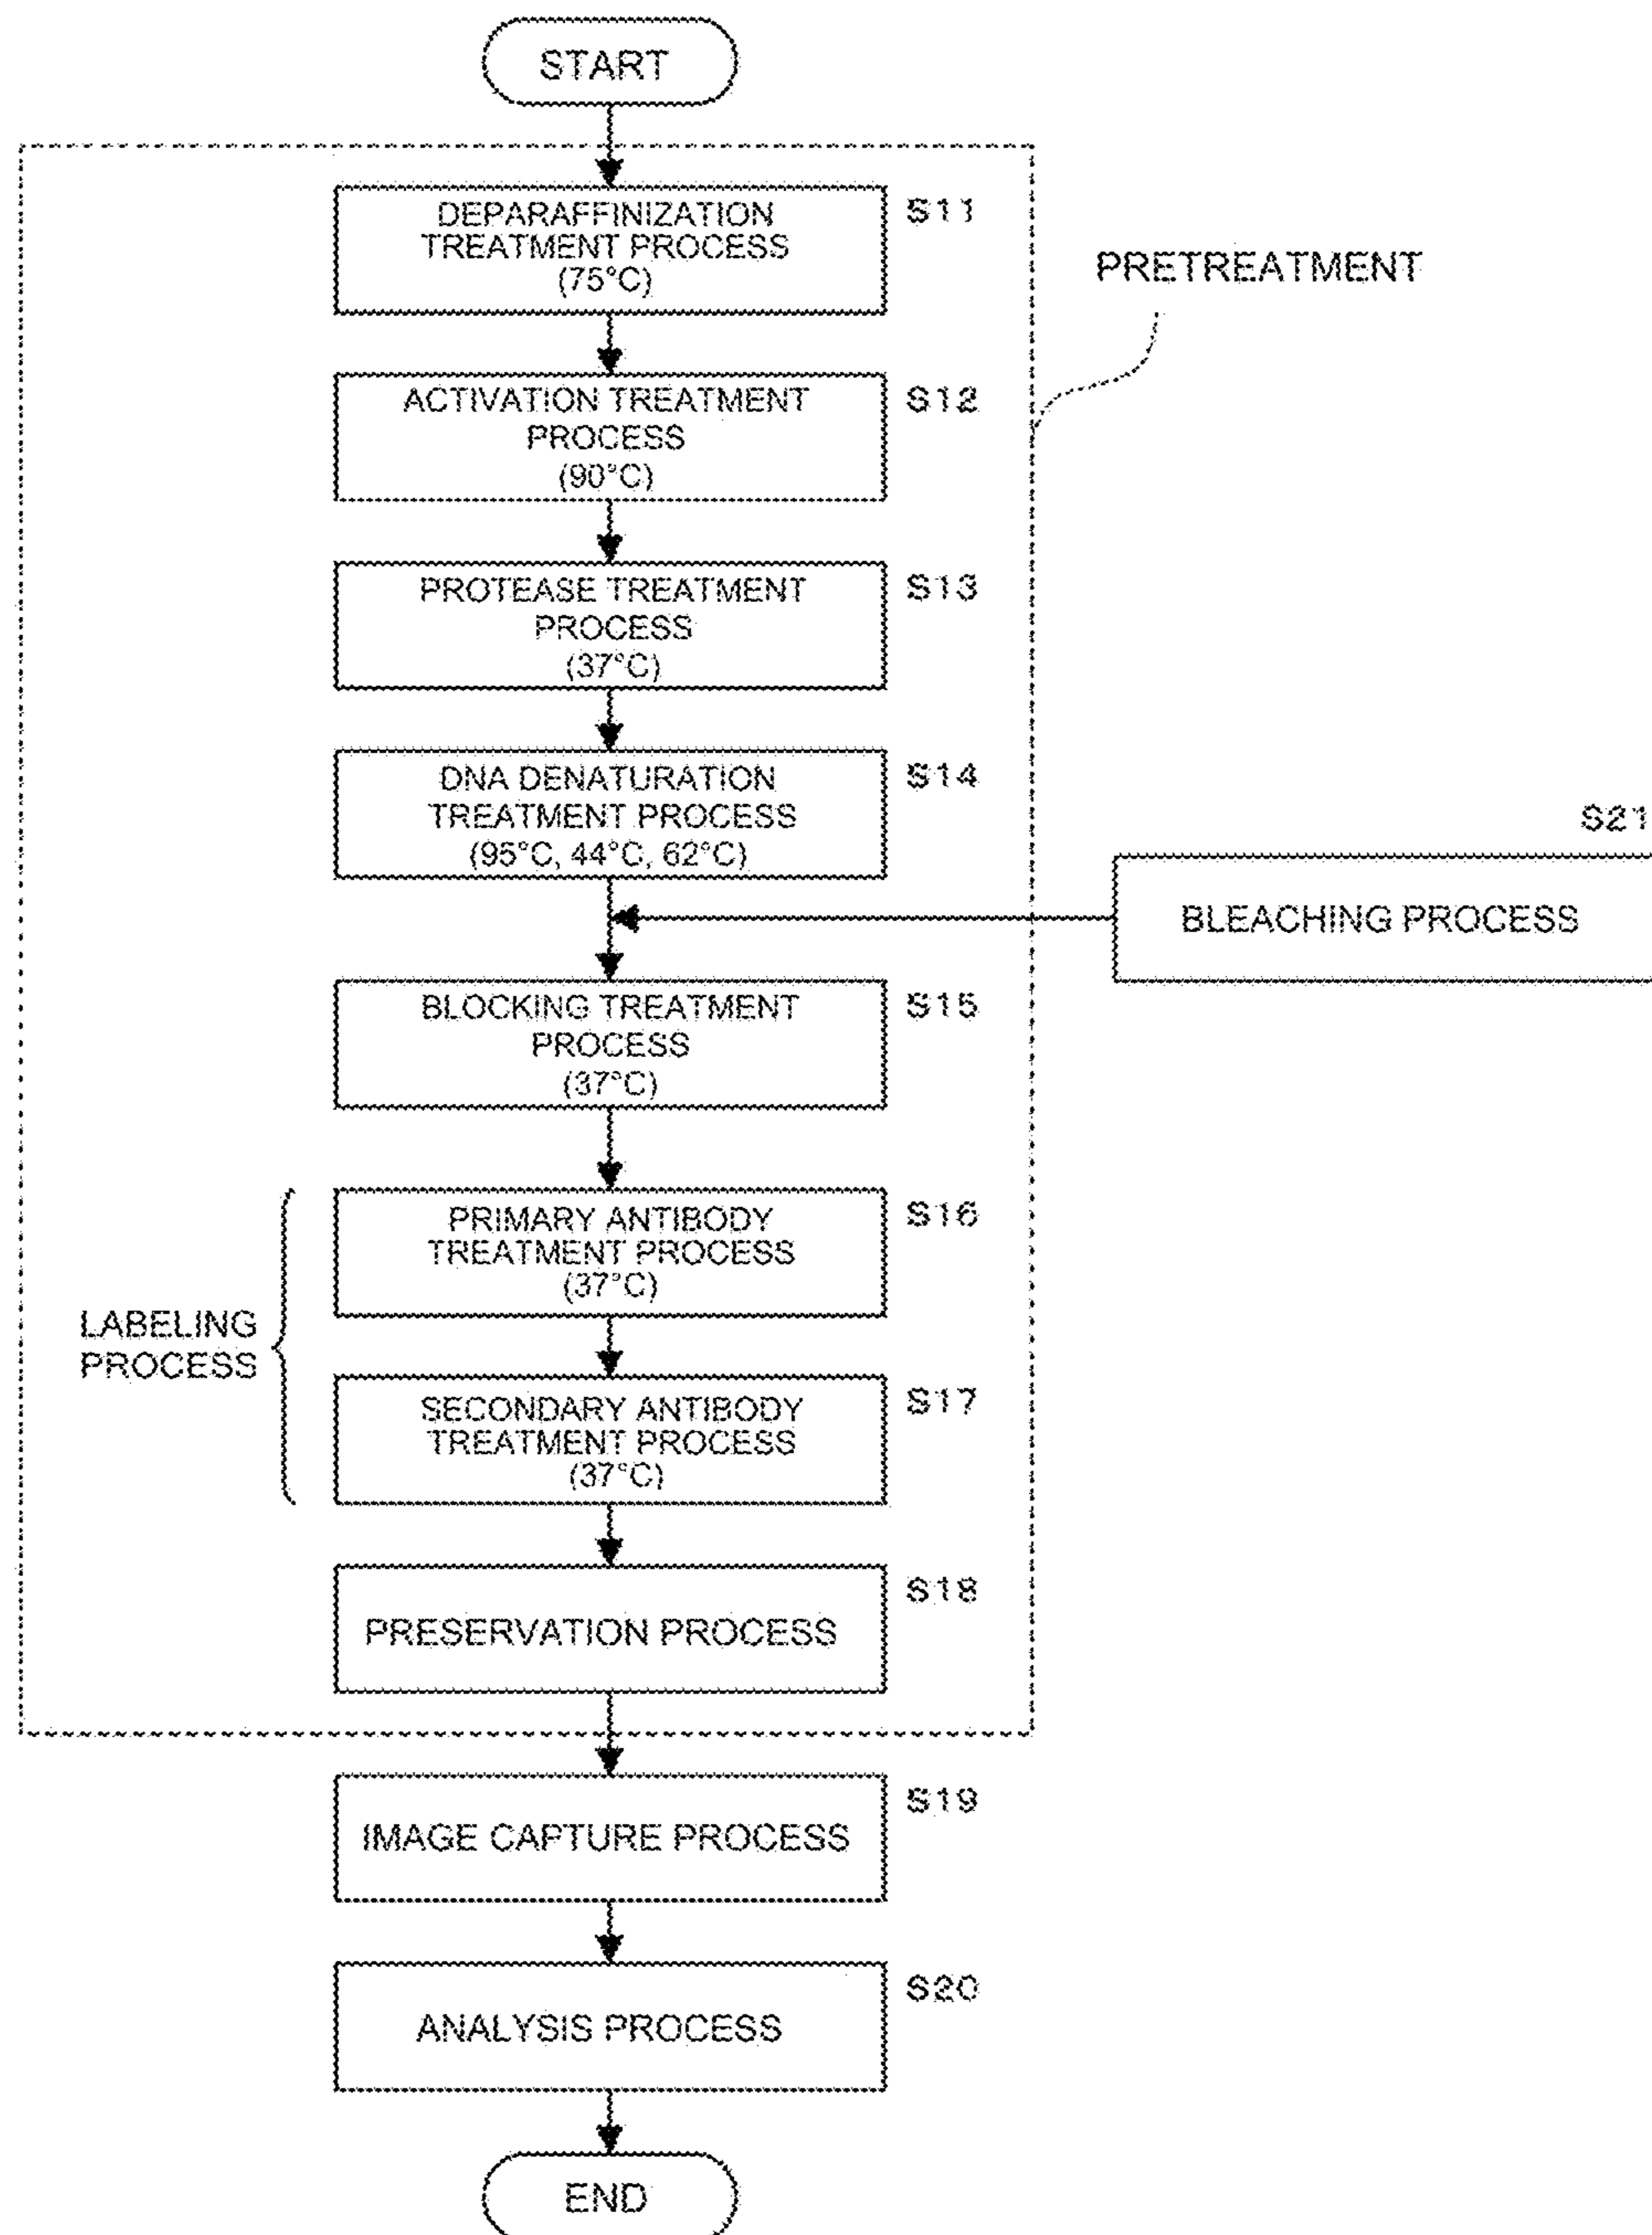 START
DEPARAFFINIZATION
TREATMENT PROCESS
(75°C)
S11
PRETREATMENT
ACTIVATION TREATMENT
PROCESS
(90°C)
S12
PROTEASE TREATMENT
PROCESS
(37°C)
S13
DNA DENATURATION
TREATMENT PROCESS
(95°C, 44°C, 62°C)
S14
S21
BLEACHING PROCESS
BLOCKING TREATMENT
PROCESS
(37°C)
S15
LABELING
PROCESS
PRIMARY ANTIBODY
TREATMENT PROCESS
(37°C)
S16
SECONDARY ANTIBODY
TREATMENT PROCESS
(37°C)
S17
PRESERVATION PROCESS
S18
IMAGE CAPTURE PROCESS
S19
ANALYSIS PROCESS
S20
END